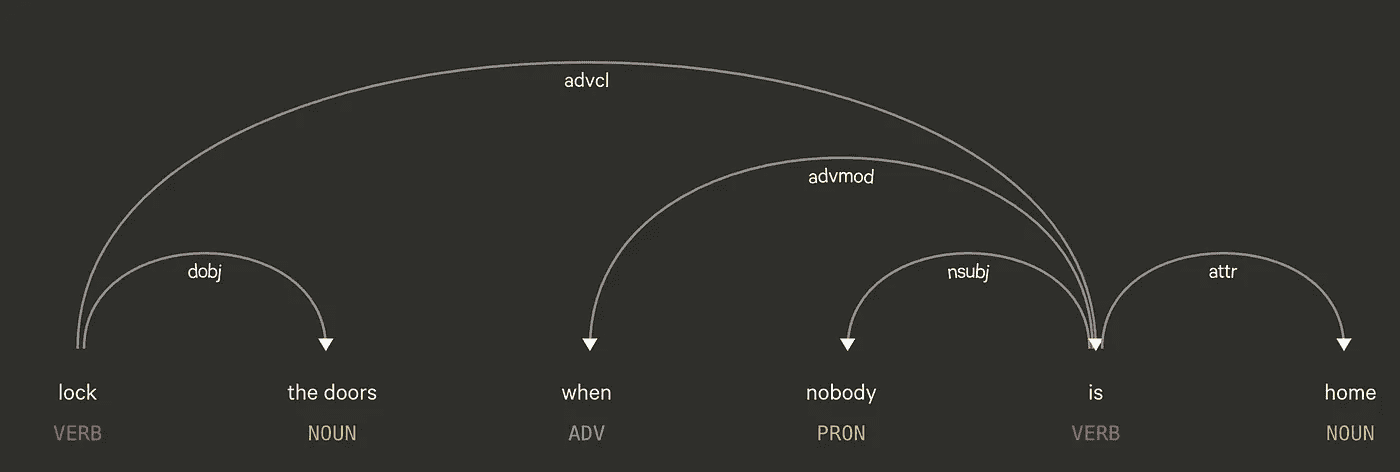 advcl
advmod
dobj nsubj attr
lock the doors when nobody is home
VERB NOUN ADV PRON VERB NOUN